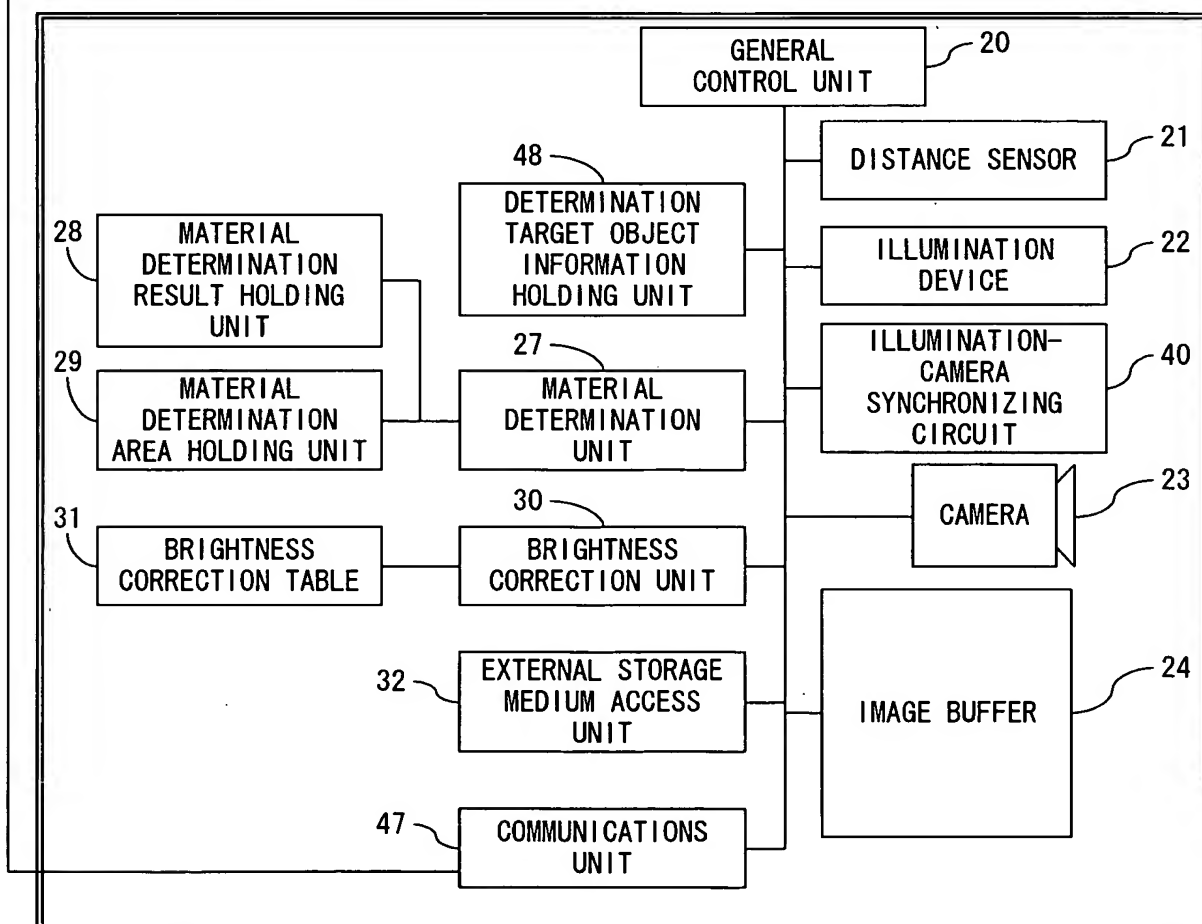 GENERAL
CONTROL UNIT
20
DISTANCE SENSOR
21
48
DETERMINATION
TARGET OBJECT
INFORMATION
HOLDING UNIT
28
MATERIAL
DETERMINATION
RESULT HOLDING
UNIT
ILLUMINATION
DEVICE
22
ILLUMINATION-
CAMERA
SYNCHRONIZING
CIRCUIT
40
29
MATERIAL
DETERMINATION
AREA HOLDING UNIT
27
MATERIAL
DETERMINATION
UNIT
CAMERA
23
31
BRIGHTNESS
CORRECTION TABLE
30
BRIGHTNESS
CORRECTION UNIT
32
EXTERNAL STORAGE
MEDIUM ACCESS
UNIT
IMAGE BUFFER
24
47
COMMUNICATIONS
UNIT